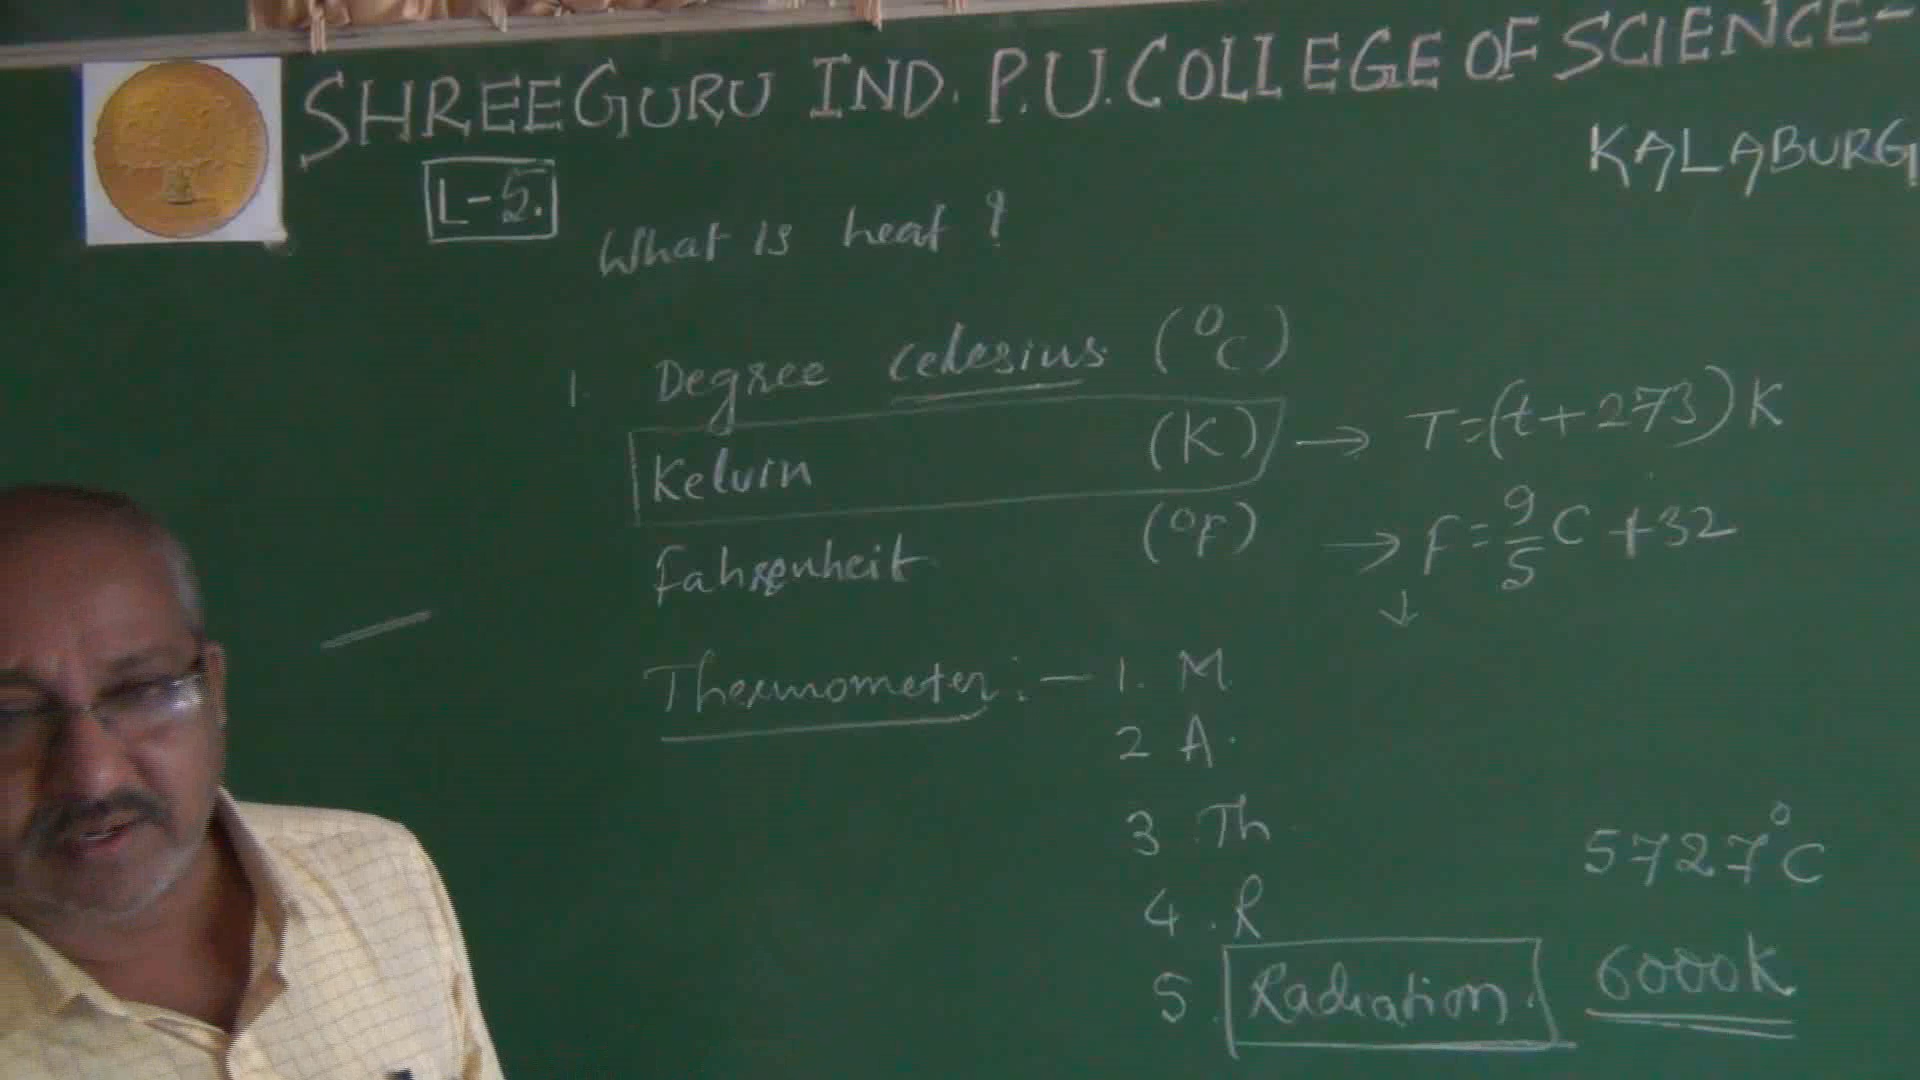 SHREEGURU IND. P.U. COLLEGE OF SCIENCE-
KALABURG
L-5.
What is heat?
1. Degree celesius (°C)
Kelvin (K) → T=(t+273)K
Fahrenheit (°F) → F=9/5 C +32
↓
Thermometer:- 1. M.
2 A.
3. Th.
4. R
5. Radiation.
5727°C
6000K